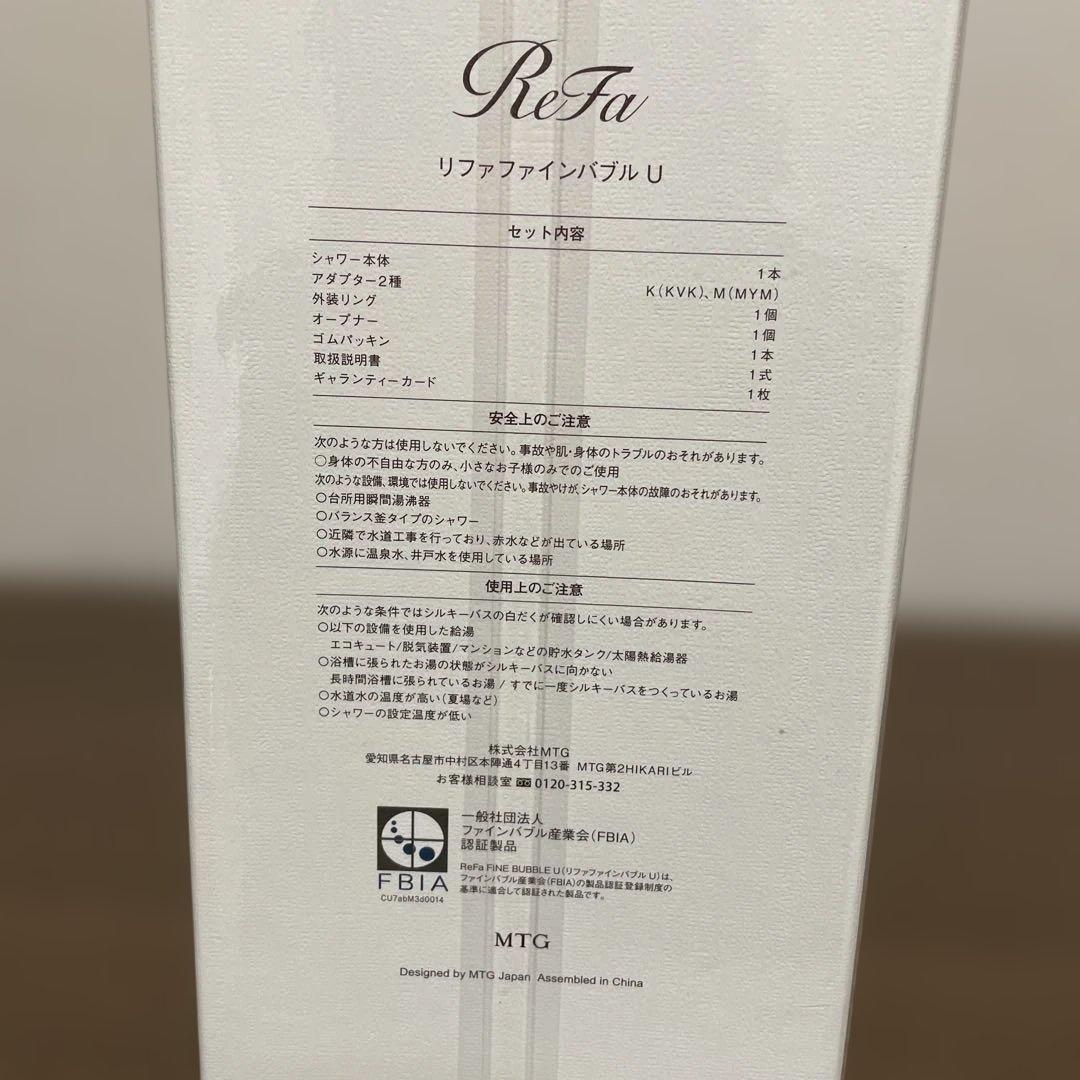 ReFa
リファファインバブル U
セット内容
シャワー本体 1本
アダプター2種 K(KVK)、M(MYM)
外装リング 1個
オープナー 1個
ゴムパッキン 1本
取扱説明書 1式
ギャランティーカード 1枚
安全上のご注意
次のような方は使用しないでください。事故や肌・身体のトラブルのおそれがあります。
○身体の不自由な方のみ、小さなお子様のみでのご使用
次のような設備、環境では使用しないでください。事故やけが、シャワー本体の故障のおそれがあります。
○台所用瞬間湯沸器
○バランス釜タイプのシャワー
○近隣で水道工事を行っており、赤水などが出ている場所
○水源に温泉水、井戸水を使用している場所
使用上のご注意
次のような条件ではシルキーバスの白だくが確認しにくい場合があります。
○以下の設備を使用した給湯
エコキュート/脱気装置/マンションなどの貯水タンク/太陽熱給湯器
○浴槽に張られたお湯の状態がシルキーバスに向かない
長時間浴槽に張られているお湯 / すでに一度シルキーバスをつくっているお湯
○水道水の温度が高い(夏場など)
○シャワーの設定温度が低い
株式会社MTG
愛知県名古屋市中村区本陣通4丁目13番 MTG第2HIKARIビル
お客様相談室 0120-315-332
一般社団法人
ファインバブル産業会(FBIA)
認証製品
FBIA
CU7abM3d0014
ReFa FINE BUBBLE U(リファファインバブル U)は、
ファインバブル産業会(FBIA)の製品認証登録制度の
基準に適合して認証された製品です。
MTG
Designed by MTG Japan Assembled in China